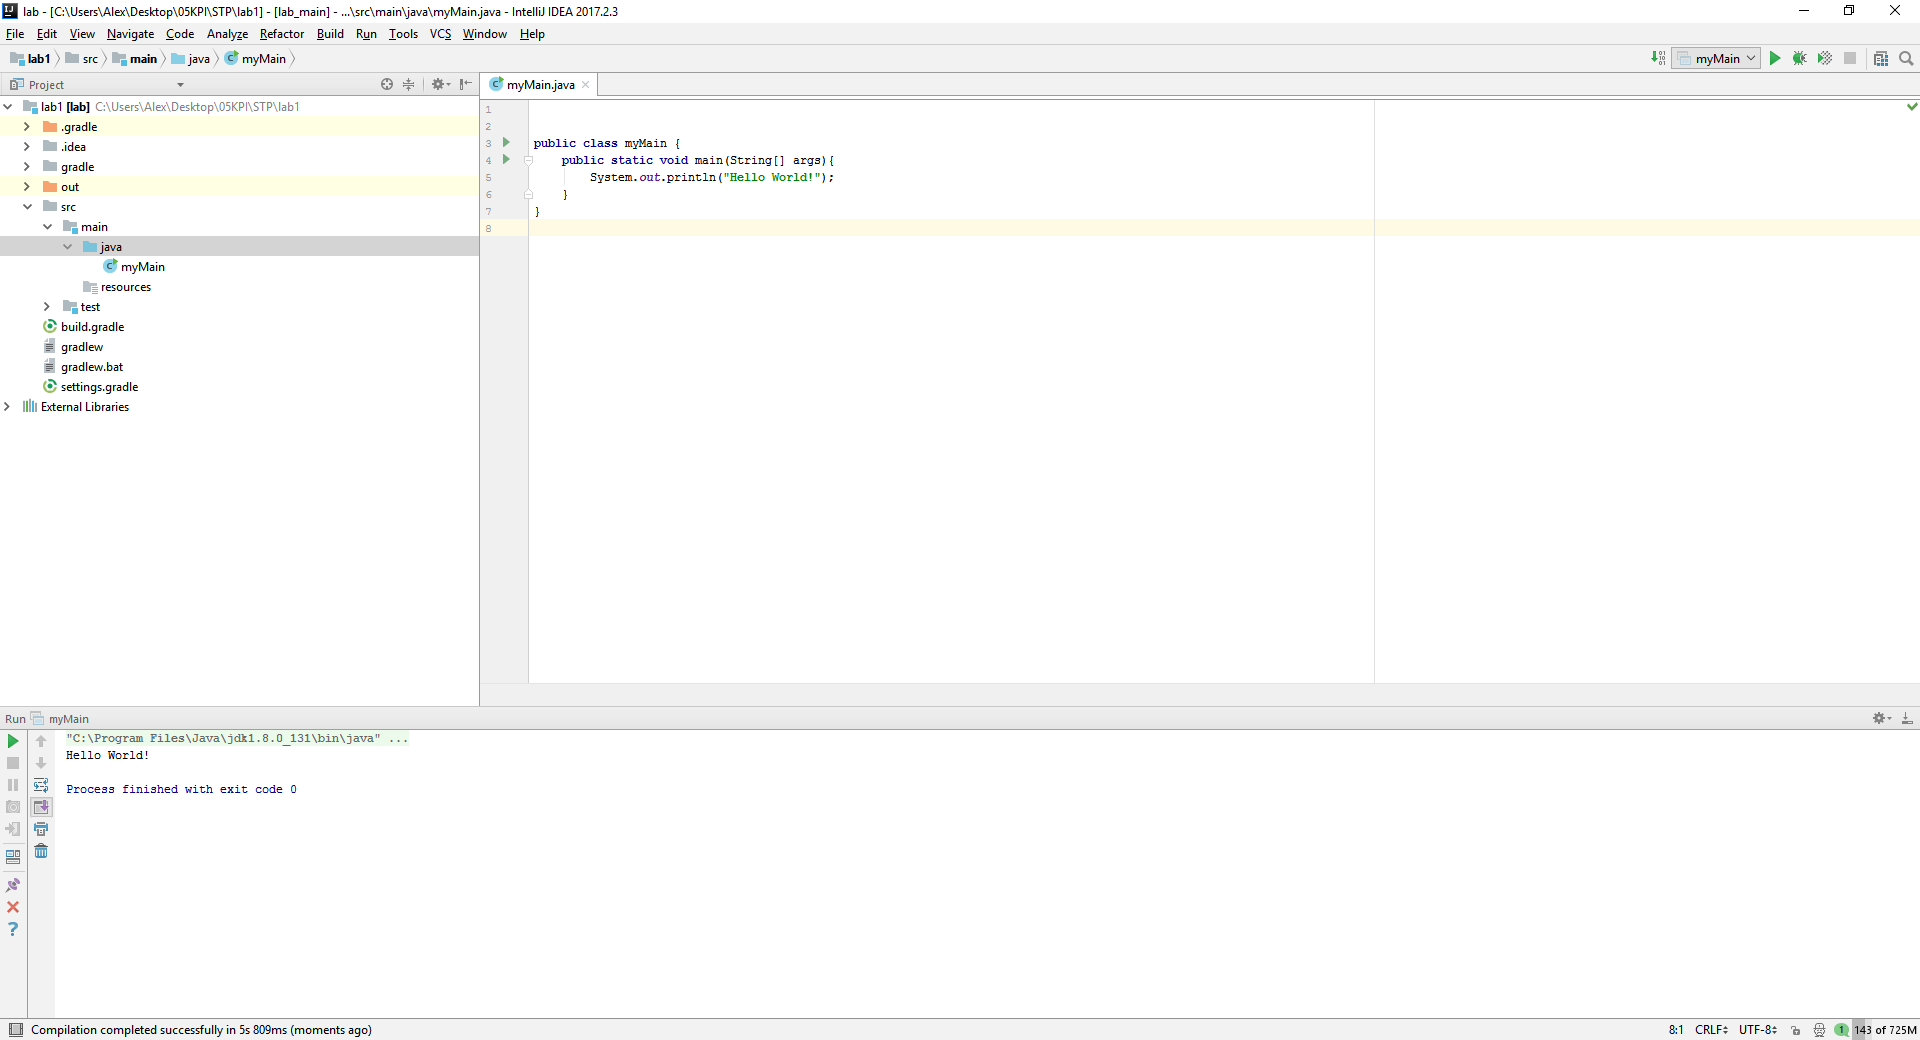 lab - [C:\Users\Alex\Desktop\05KPI\STP\lab1] - [lab_main] - ...\src\main\java\myMain.java - IntelliJ IDEA 2017.2.3
File Edit View Navigate Code Analyze Refactor Build Run Tools VCS Window Help
lab1 src main java myMain myMain
Project
myMain.java
lab1 [lab] C:\Users\Alex\Desktop\05KPI\STP\lab1
.gradle
.idea
gradle
out
src
main
java
myMain
resources
test
build.gradle
gradlew
gradlew.bat
settings.gradle
External Libraries
1
2
3 public class myMain {
4     public static void main(String[] args){
5         System.out.println("Hello World!");
6     }
7 }
8
Run myMain
"C:\Program Files\Java\jdk1.8.0_131\bin\java" ...
Hello World!
Process finished with exit code 0
Compilation completed successfully in 5s 809ms (moments ago)
8:1 CRLF UTF-8 1 143 of 725M